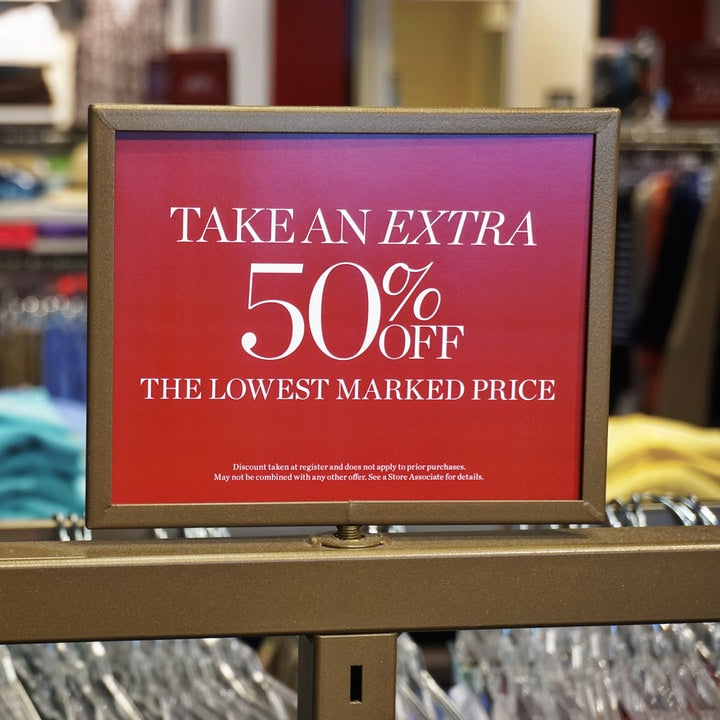 TAKE AN EXTRA
50%
OFF
THE LOWEST MARKED PRICE
Discount taken at register and does not apply to prior purchases.
May not be combined with any other offer. See a Store Associate for details.